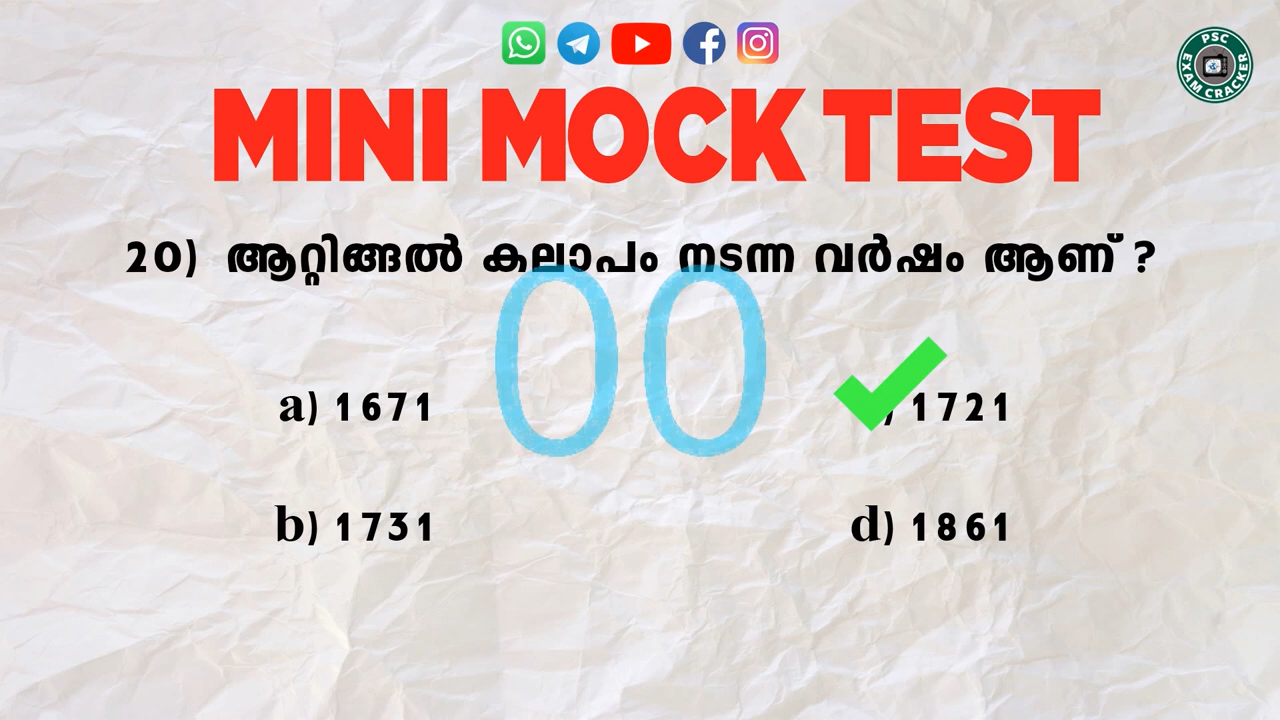 PSC
EXAM CRACKER
MINI MOCK TEST
20) ആറ്റിങ്ങൽ കലാപം നടന്ന വർഷം ആണ് ?
00
a) 1671
) 1721
b) 1731
d) 1861